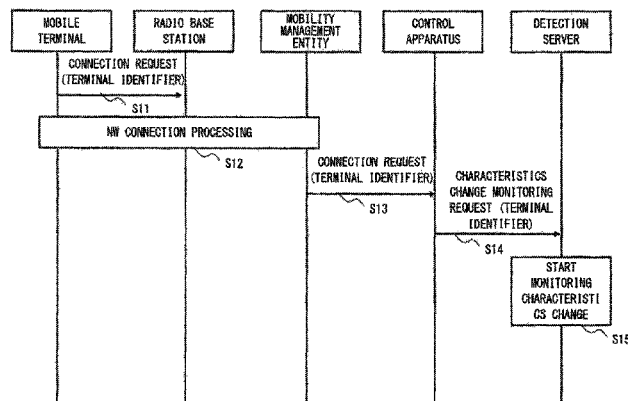 MOBILE
TERMINAL
RADIO BASE
STATION
MOBILITY
MANAGEMENT
ENTITY
CONTROL
APPARATUS
DETECTION
SERVER
CONNECTION REQUEST
(TERMINAL IDENTIFIER)
S11
NW CONNECTION PROCESSING
S12
CONNECTION REQUEST
(TERMINAL IDENTIFIER)
S13
CHARACTERISTICS
CHANGE MONITORING
REQUEST (TERMINAL
IDENTIFIER)
S14
START
MONITORING
CHARACTERISTI
CS CHANGE
S15